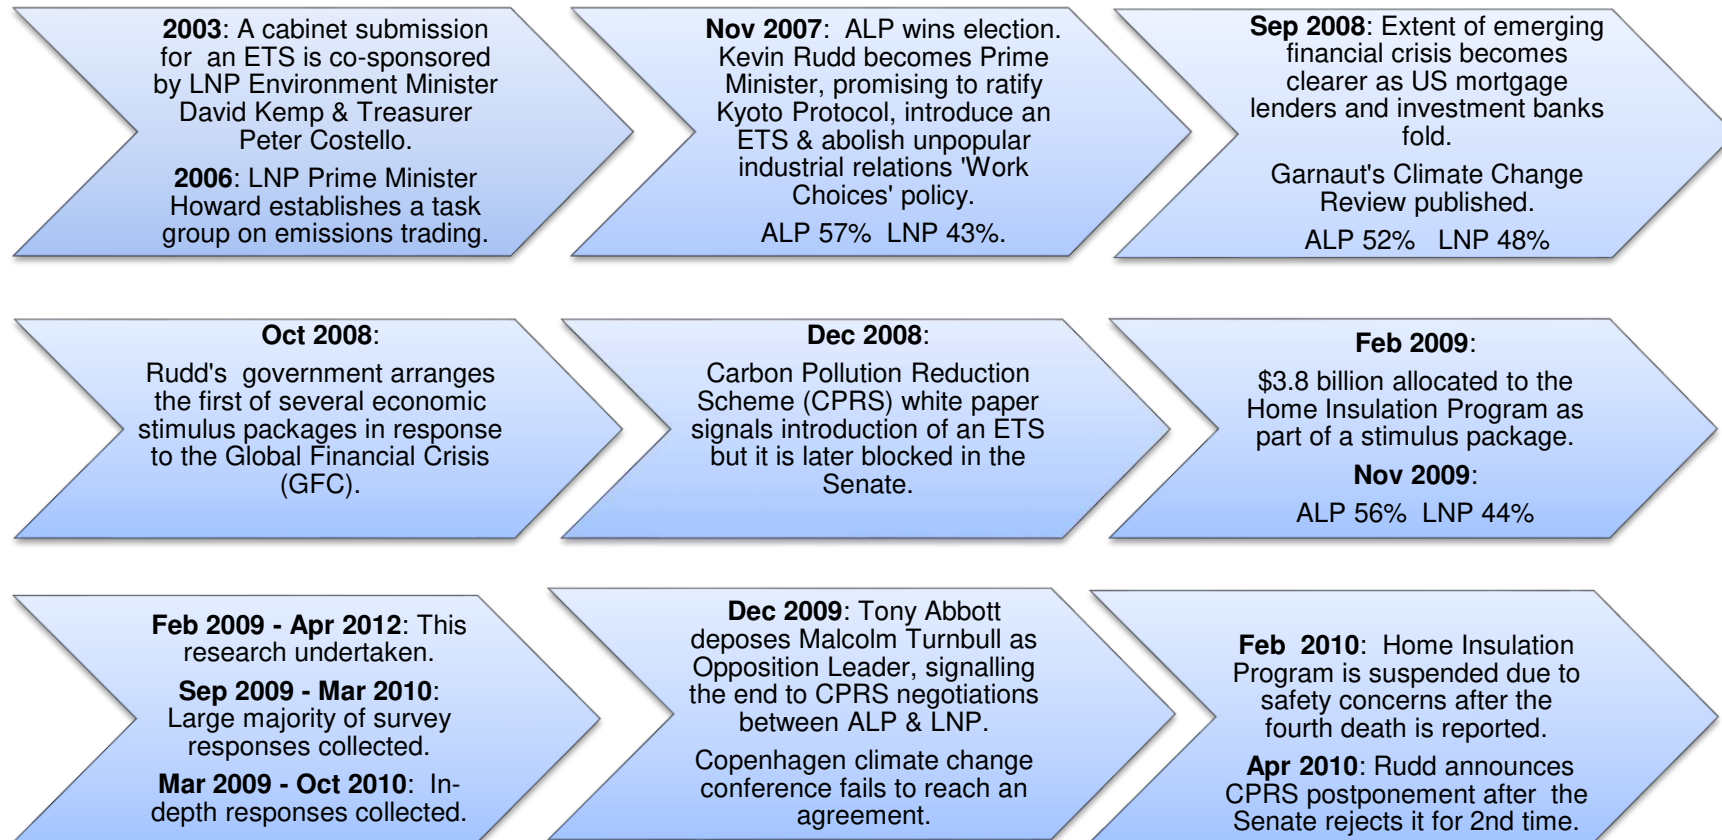 2003: A cabinet submission
for an ETS is co-sponsored
by LNP Environment Minister
David Kemp & Treasurer
Peter Costello.
2006: LNP Prime Minister
Howard establishes a task
group on emissions trading.
Nov 2007: ALP wins election.
Kevin Rudd becomes Prime
Minister, promising to ratify
Kyoto Protocol, introduce an
ETS & abolish unpopular
industrial relations 'Work
Choices' policy.
ALP 57% LNP 43%.
Sep 2008: Extent of emerging
financial crisis becomes
clearer as US mortgage
lenders and investment banks
fold.
Garnaut's Climate Change
Review published.
ALP 52% LNP 48%
Oct 2008:
Rudd's government arranges
the first of several economic
stimulus packages in response
to the Global Financial Crisis
(GFC).
Dec 2008:
Carbon Pollution Reduction
Scheme (CPRS) white paper
signals introduction of an ETS
but it is later blocked in the
Senate.
Feb 2009:
$3.8 billion allocated to the
Home Insulation Program as
part of a stimulus package.
Nov 2009:
ALP 56% LNP 44%
Feb 2009 - Apr 2012: This
research undertaken.
Sep 2009 - Mar 2010:
Large majority of survey
responses collected.
Mar 2009 - Oct 2010: In-
depth responses collected.
Dec 2009: Tony Abbott
deposes Malcolm Turnbull as
Opposition Leader, signalling
the end to CPRS negotiations
between ALP & LNP.
Copenhagen climate change
conference fails to reach an
agreement.
Feb 2010: Home Insulation
Program is suspended due to
safety concerns after the
fourth death is reported.
Apr 2010: Rudd announces
CPRS postponement after the
Senate rejects it for 2nd time.